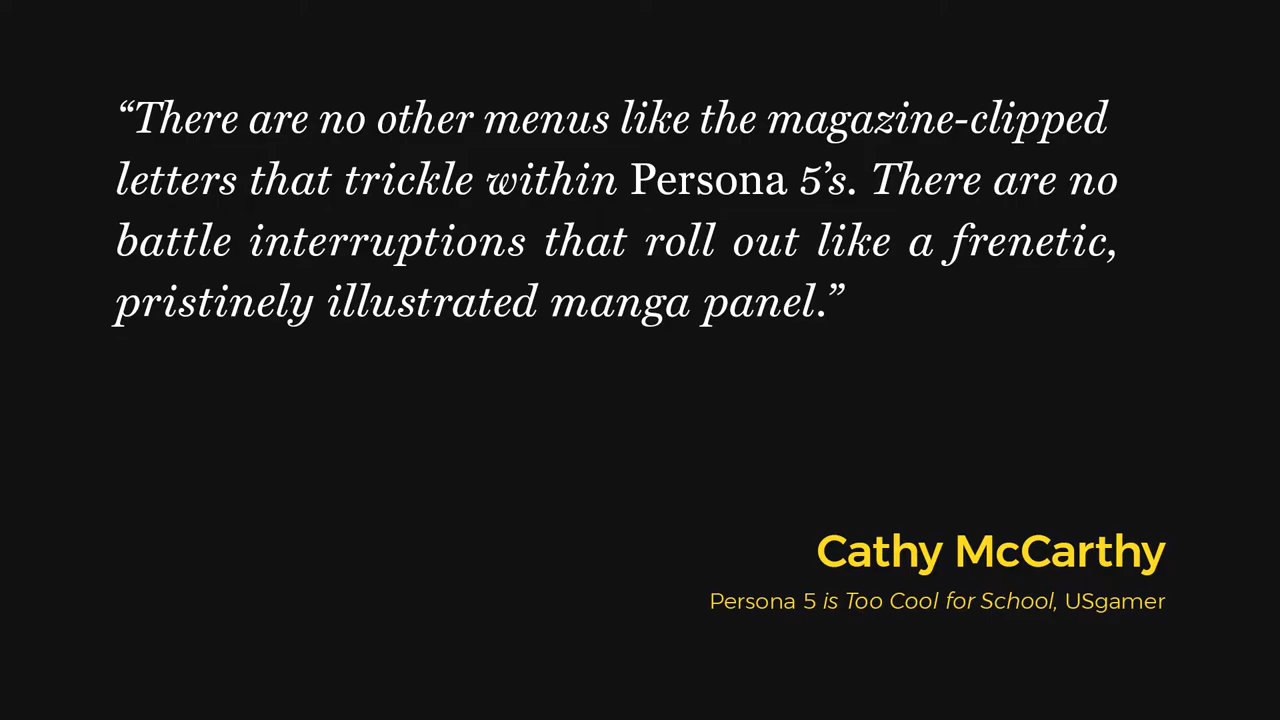 “There are no other menus like the magazine-clipped
letters that trickle within Persona 5’s. There are no
battle interruptions that roll out like a frenetic,
pristinely illustrated manga panel.”
Cathy McCarthy
Persona 5 is Too Cool for School, USgamer